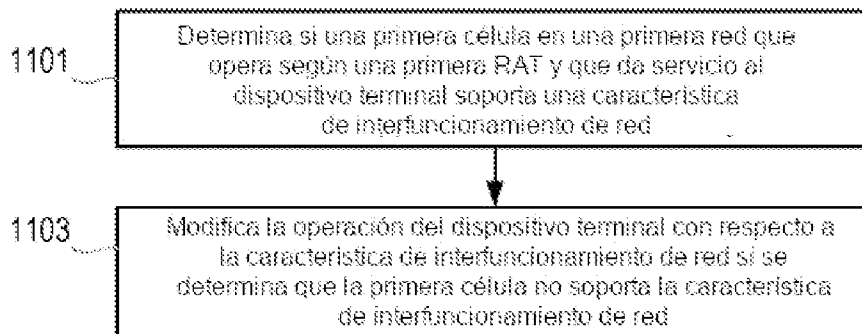 1101
Determina si una primera célula en una primera red que
opera según una primera RAT y que da servicio al
dispositivo terminal soporta una característica
de interfuncionamiento de red
1103
Modifica la operación del dispositivo terminal con respecto a
la característica de interfuncionamiento de red si se
determina que la primera célula no soporta la característica
de interfuncionamiento de red